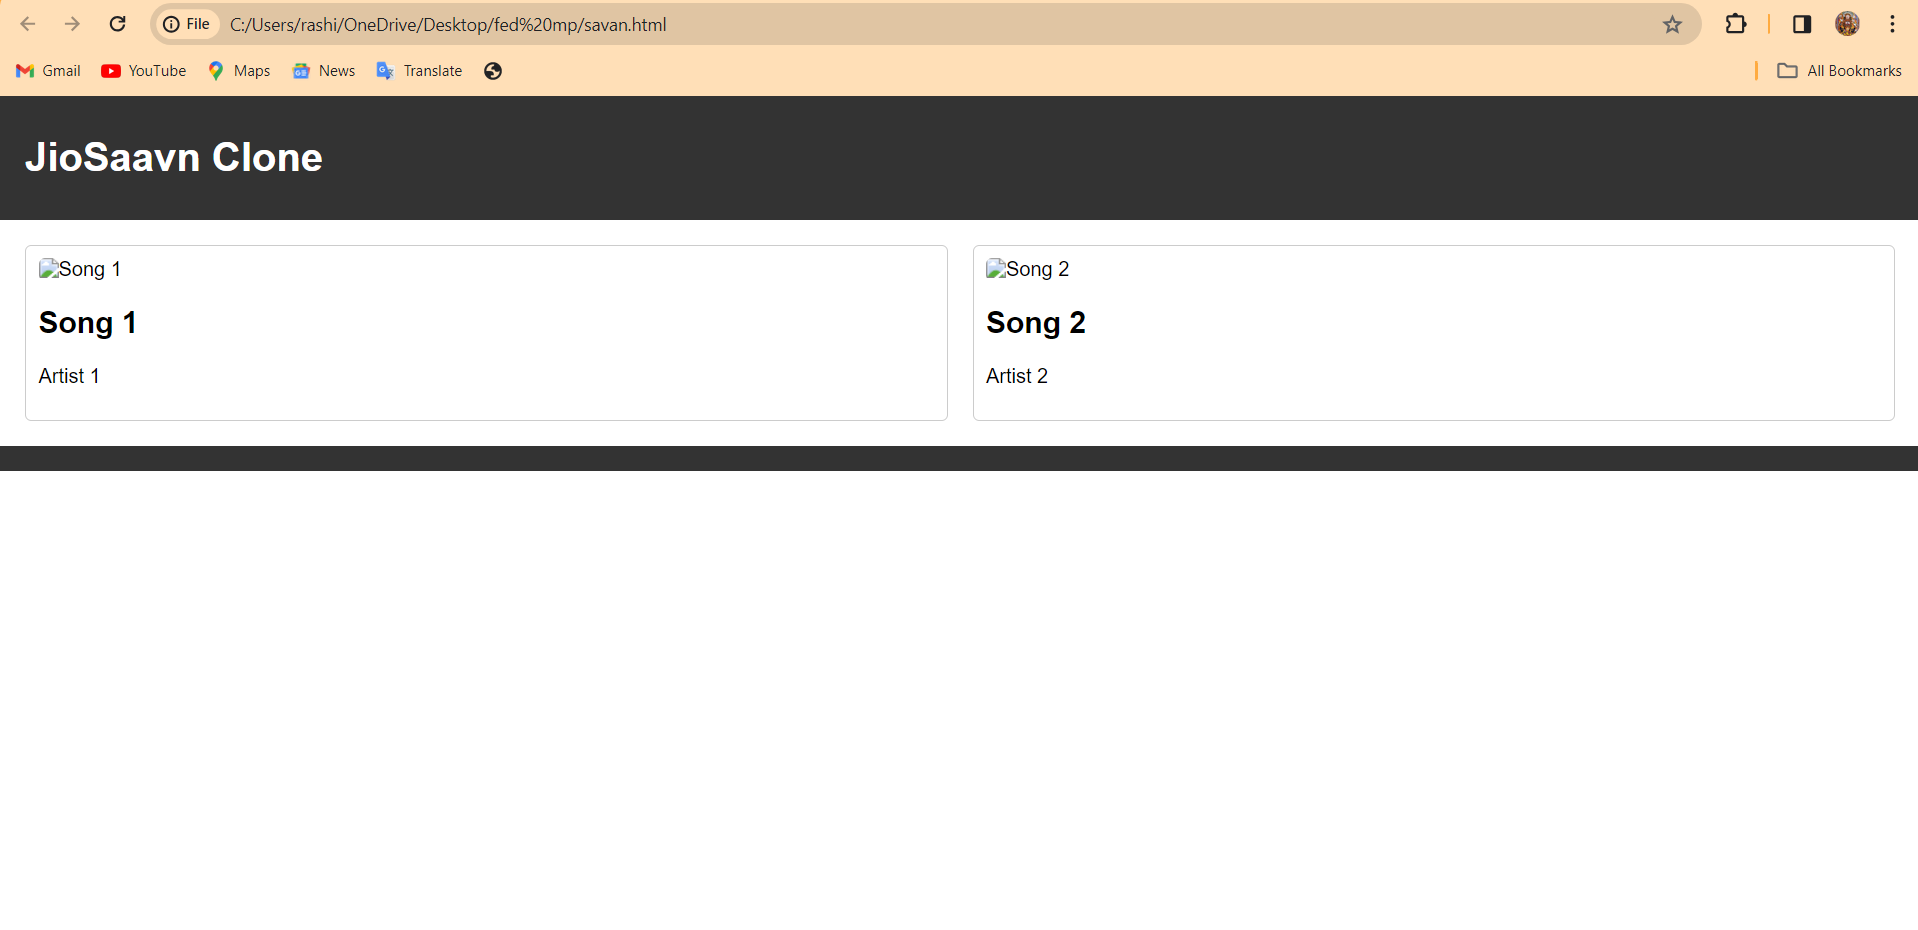 File C:/Users/rashi/OneDrive/Desktop/fed%20mp/savan.html
Gmail YouTube Maps News Translate All Bookmarks
JioSaavn Clone
Song 1
Song 1
Artist 1
Song 2
Song 2
Artist 2